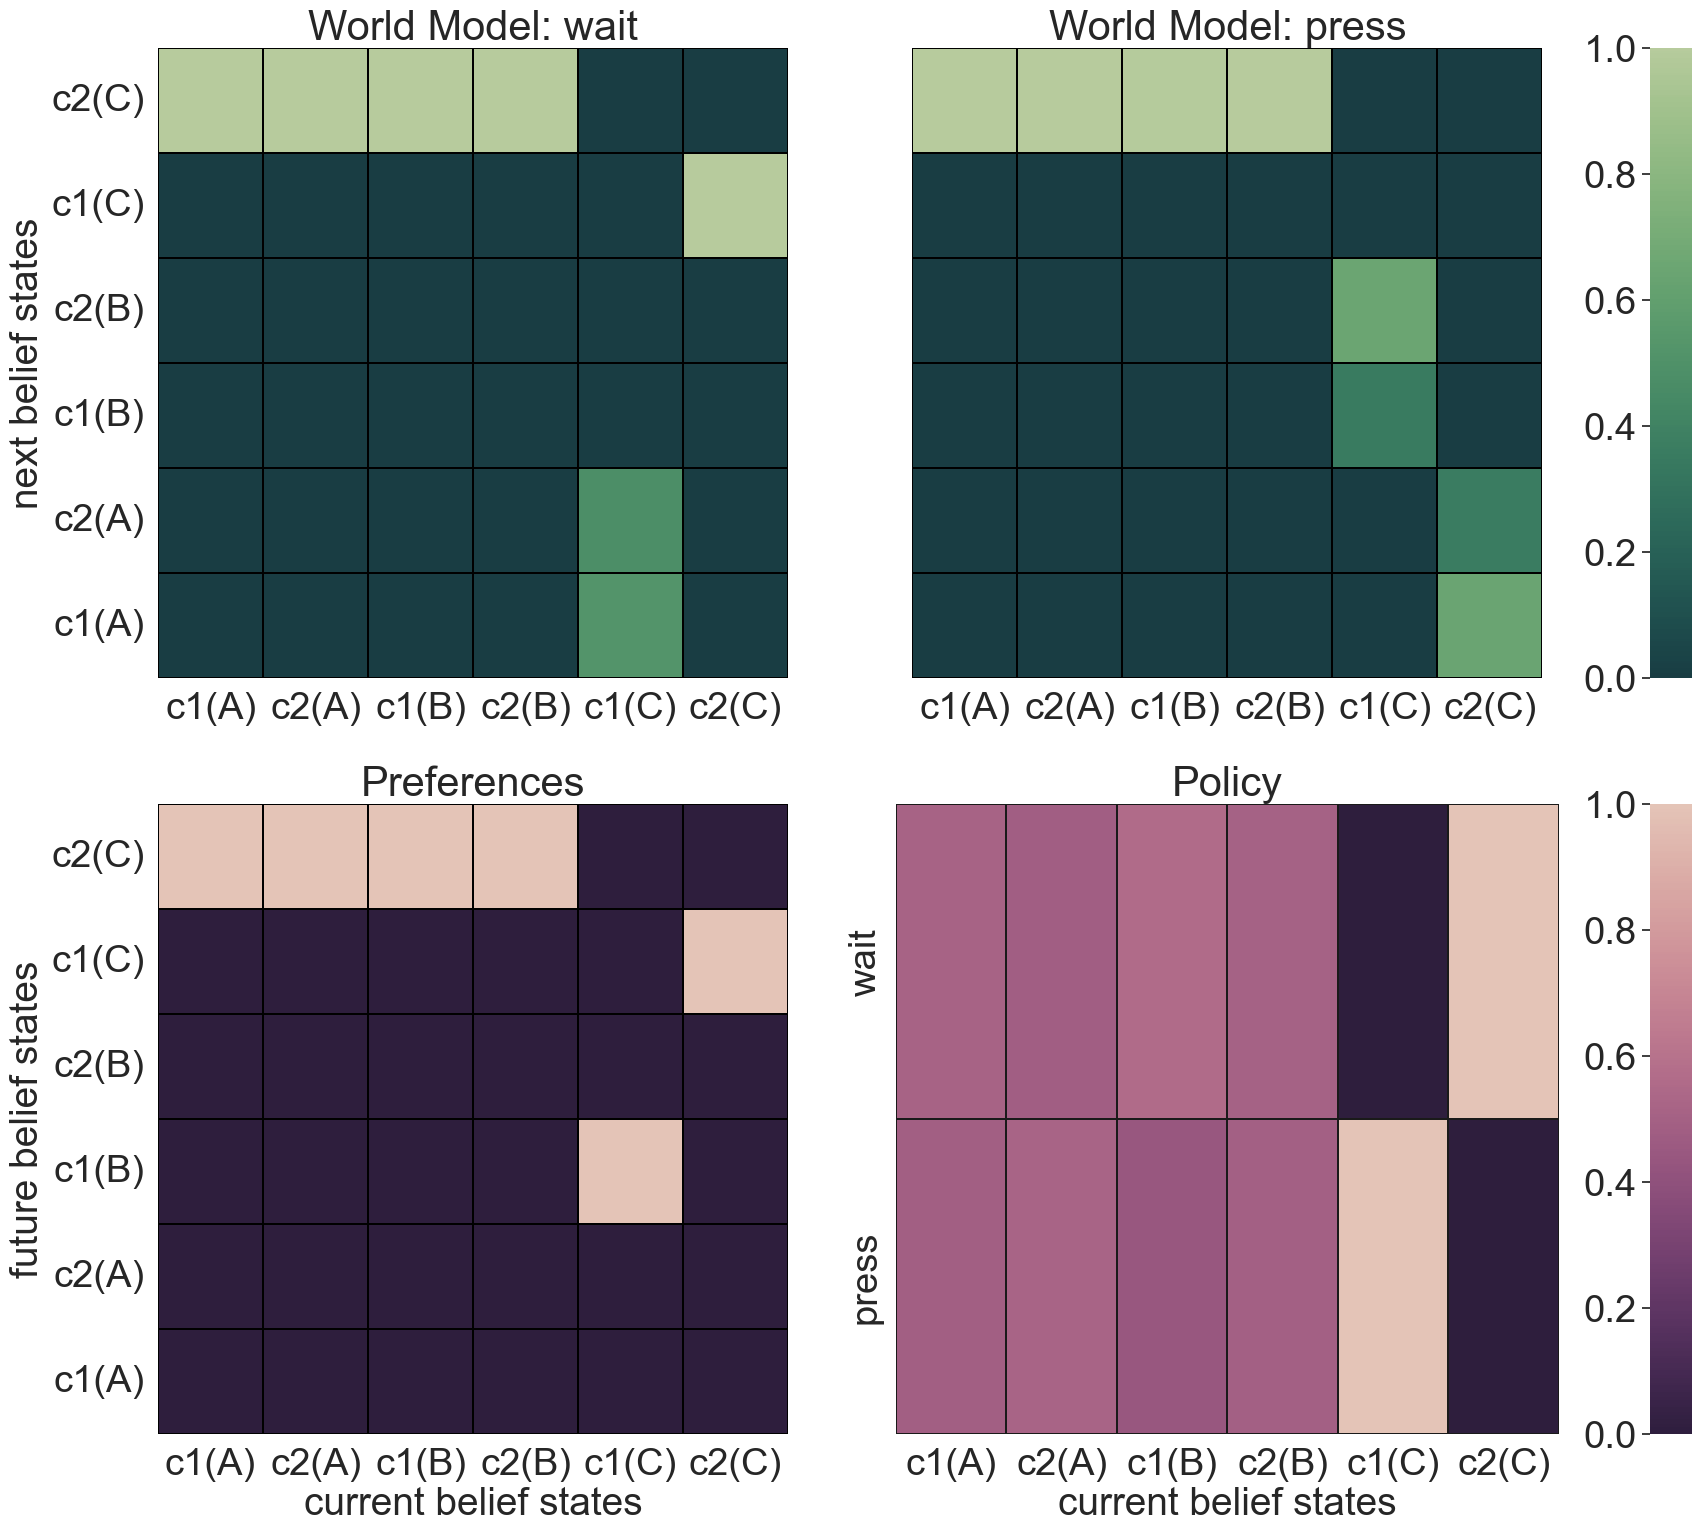 World Model: wait
World Model: press
next belief states
c2(C)
c1(C)
c2(B)
c1(B)
c2(A)
c1(A)
c1(A) c2(A) c1(B) c2(B) c1(C) c2(C)
c1(A) c2(A) c1(B) c2(B) c1(C) c2(C)
1.0
0.8
0.6
0.4
0.2
0.0
Preferences
Policy
future belief states
c2(C)
c1(C)
c2(B)
c1(B)
c2(A)
c1(A)
c1(A) c2(A) c1(B) c2(B) c1(C) c2(C)
current belief states
wait
press
c1(A) c2(A) c1(B) c2(B) c1(C) c2(C)
current belief states
1.0
0.8
0.6
0.4
0.2
0.0